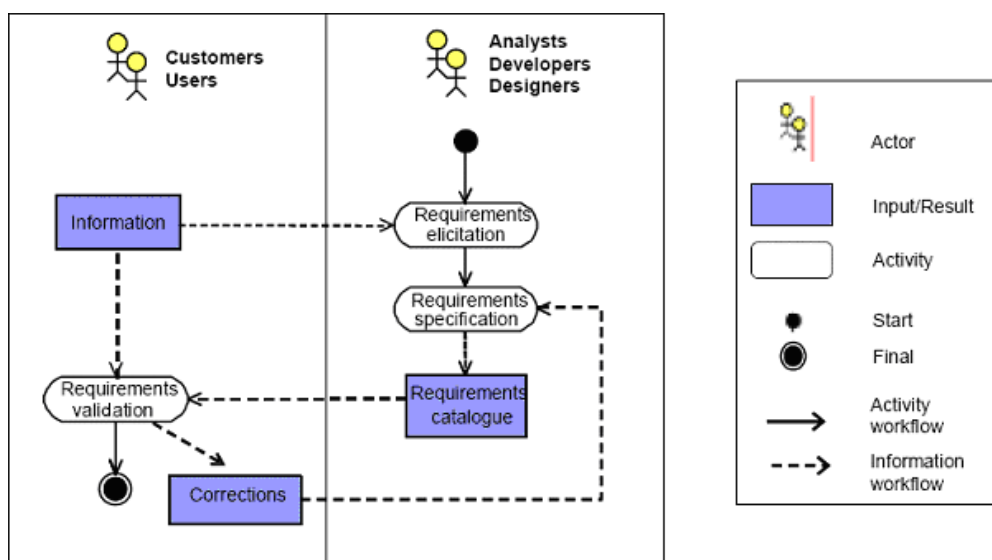 Customers
Users
Analysts
Developers
Designers
Information
Requirements
elicitation
Requirements
specification
Requirements
validation
Requirements
catalogue
Corrections
Actor
Input/Result
Activity
Start
Final
Activity
workflow
Information
workflow